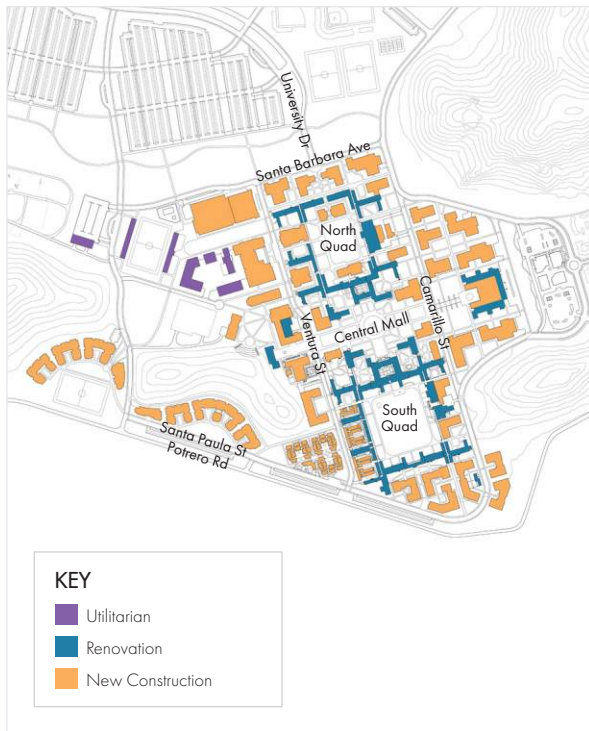 University Dr
Santa Barbara Ave
North
Quad
Camarillo St
Central Mall
Ventura St
South
Quad
Santa Paula St
Potrero Rd
KEY
Utilitarian
Renovation
New Construction